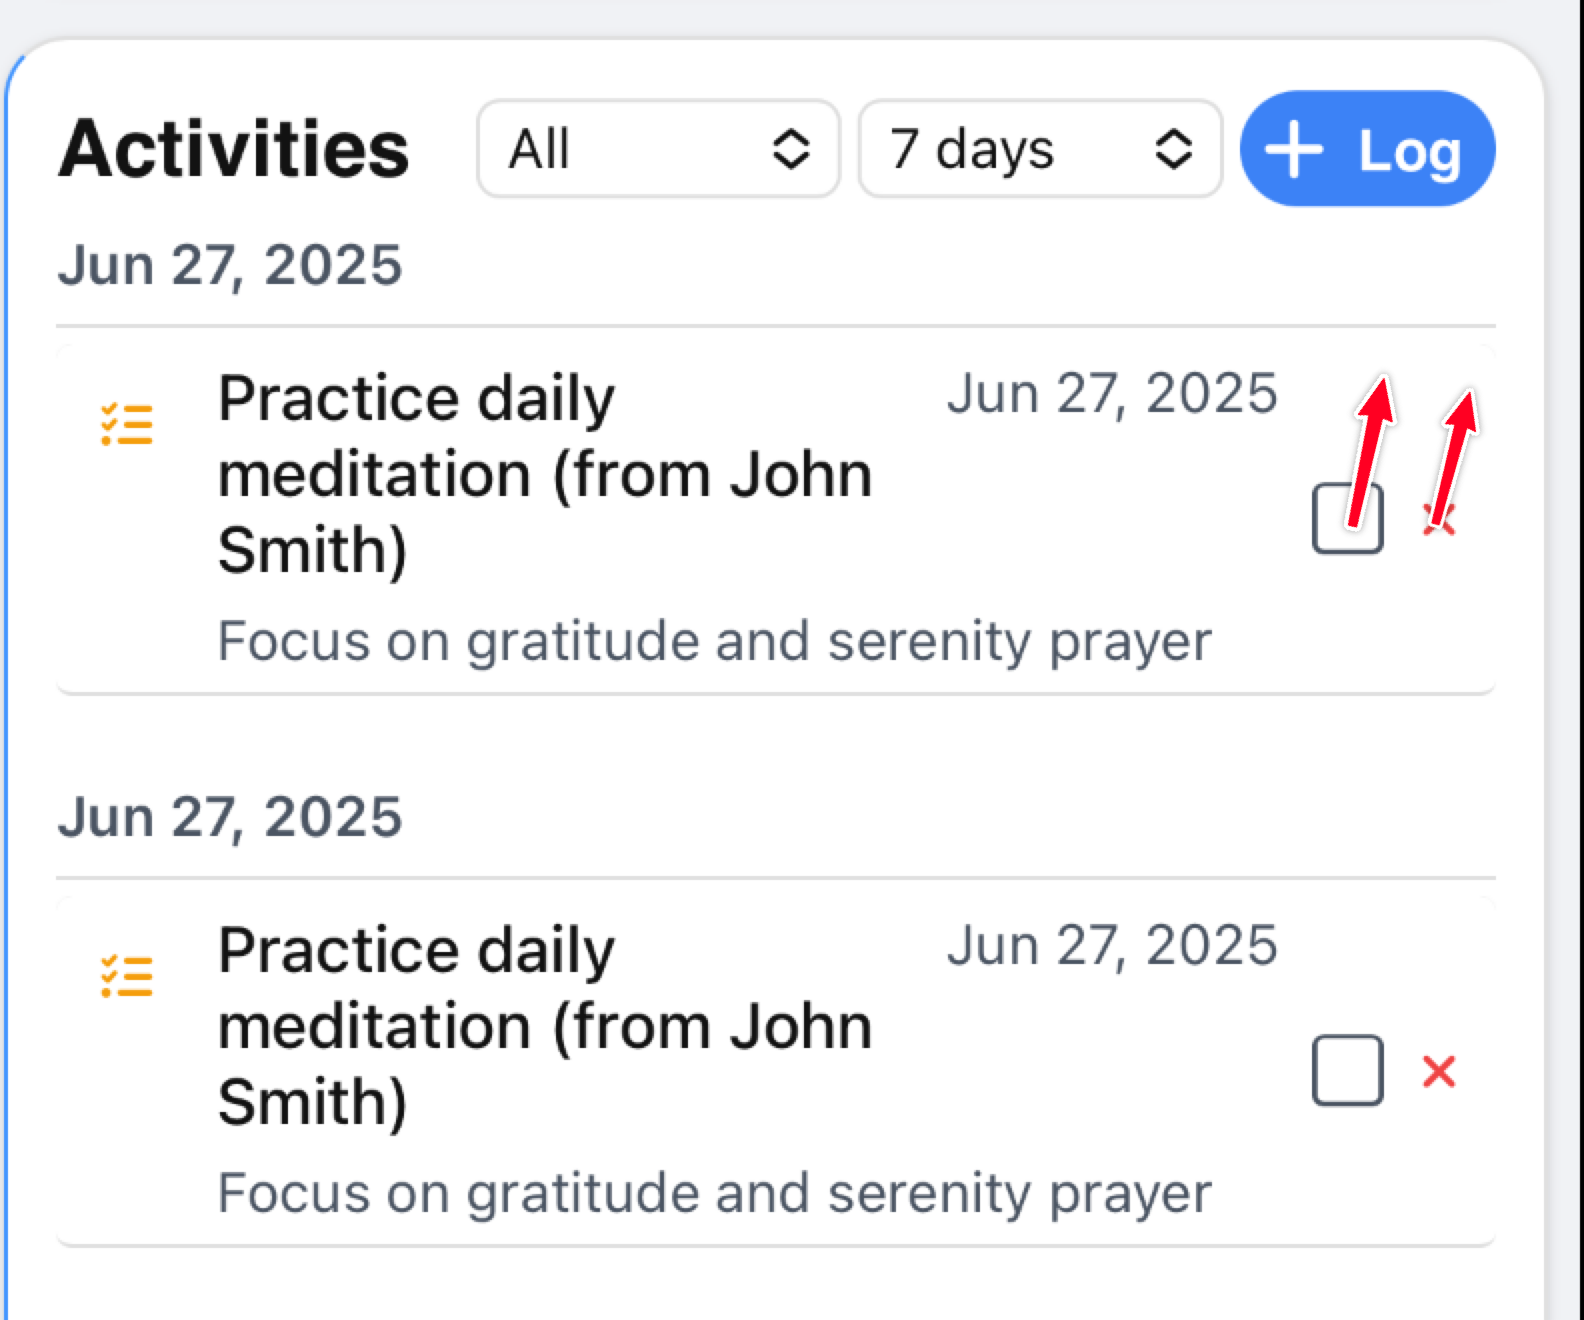 Activities
All
7 days
+ Log
Jun 27, 2025
Practice daily
Jun 27, 2025
meditation (from John
Smith)
Focus on gratitude and serenity prayer
Jun 27, 2025
Practice daily
Jun 27, 2025
meditation (from John
Smith)
Focus on gratitude and serenity prayer